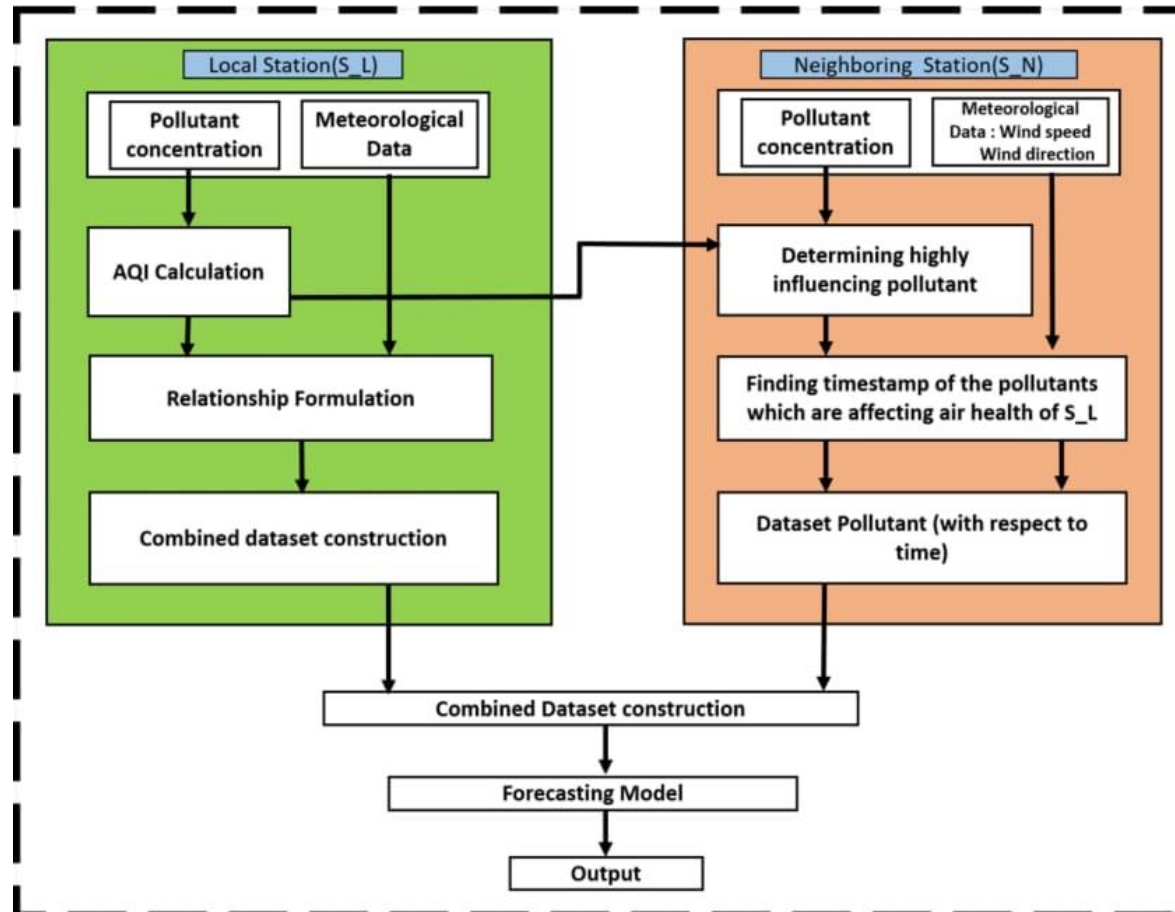 Local Station(S_L)
Pollutant
concentration
Meteorological
Data
AQI Calculation
Relationship Formulation
Combined dataset construction
Neighboring Station(S_N)
Pollutant
concentration
Meteorological
Data : Wind speed
Wind direction
Determining highly
influencing pollutant
Finding timestamp of the pollutants
which are affecting air health of S_L
Dataset Pollutant (with respect to
time)
Combined Dataset construction
Forecasting Model
Output